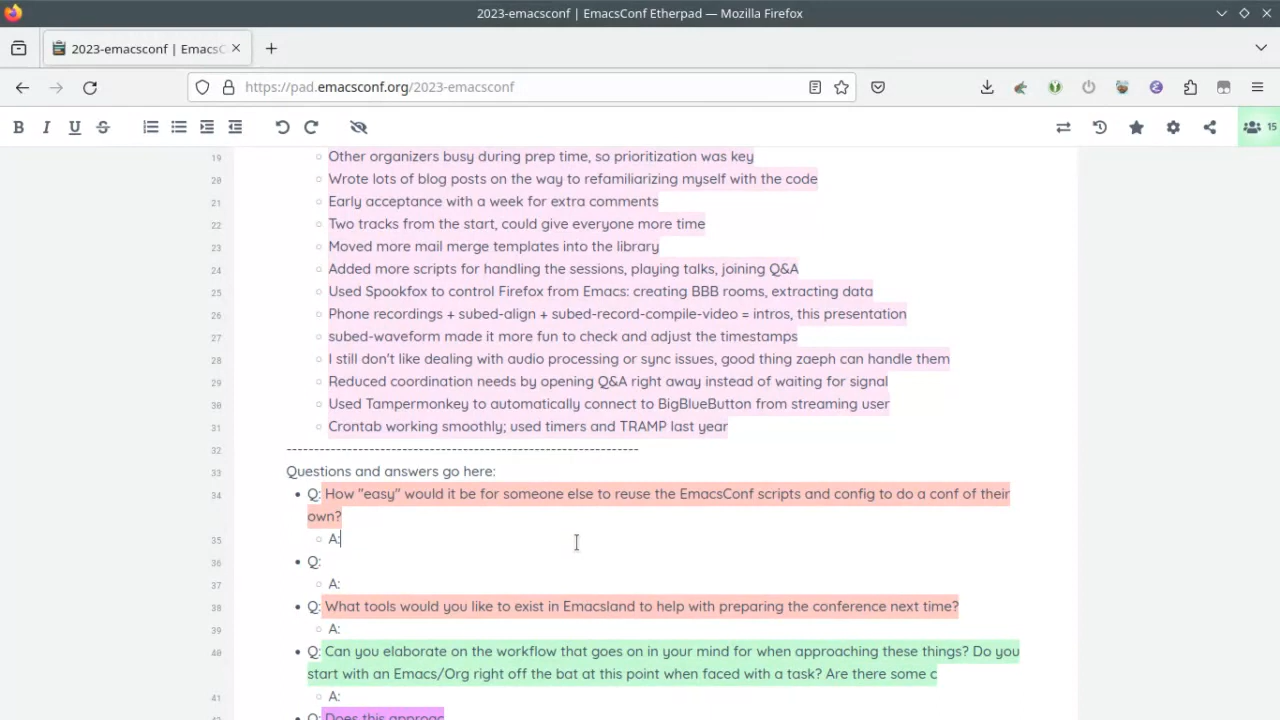 2023-emacsconf | EmacsConf Etherpad — Mozilla Firefox
2023-emacsconf | EmacsC
https://pad.emacsconf.org/2023-emacsconf
B I U S 15
19 Other organizers busy during prep time, so prioritization was key
20 Wrote lots of blog posts on the way to refamiliarizing myself with the code
21 Early acceptance with a week for extra comments
22 Two tracks from the start, could give everyone more time
23 Moved more mail merge templates into the library
24 Added more scripts for handling the sessions, playing talks, joining Q&A
25 Used Spookfox to control Firefox from Emacs: creating BBB rooms, extracting data
26 Phone recordings + subed-align + subed-record-compile-video = intros, this presentation
27 subed-waveform made it more fun to check and adjust the timestamps
28 I still don't like dealing with audio processing or sync issues, good thing zaeph can handle them
29 Reduced coordination needs by opening Q&A right away instead of waiting for signal
30 Used Tampermonkey to automatically connect to BigBlueButton from streaming user
31 Crontab working smoothly; used timers and TRAMP last year
32 ----------------------------------------------------------------
33 Questions and answers go here:
34 Q: How "easy" would it be for someone else to reuse the EmacsConf scripts and config to do a conf of their
own?
35 A:
36 Q:
37 A:
38 Q: What tools would you like to exist in Emacsland to help with preparing the conference next time?
39 A:
40 Q: Can you elaborate on the workflow that goes on in your mind for when approaching these things? Do you
start with an Emacs/Org right off the bat at this point when faced with a task? Are there some c
41 A:
42 Q: Does this approac